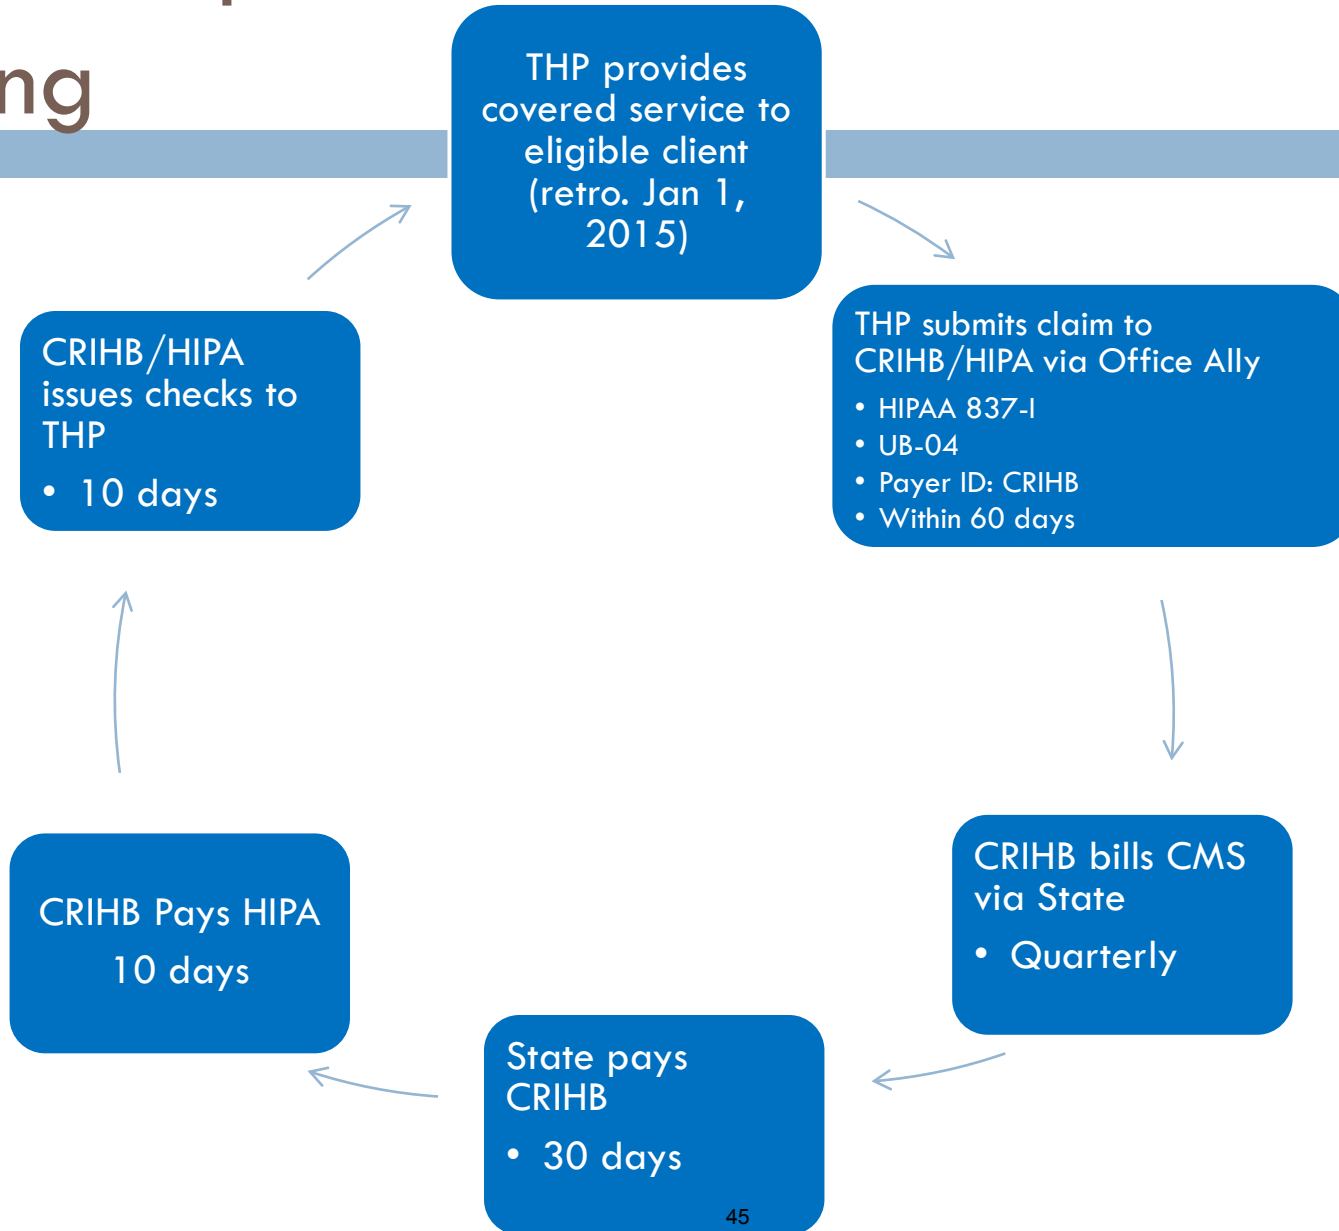 ng
THP provides
covered service to
eligible client
(retro. Jan 1,
2015)
THP submits claim to
CRIHB/HIPA via Office Ally
• HIPAA 837-I
• UB-04
• Payer ID: CRIHB
• Within 60 days
CRIHB bills CMS
via State
• Quarterly
State pays
CRIHB
• 30 days
CRIHB Pays HIPA
10 days
CRIHB/HIPA
issues checks to
THP
• 10 days
45